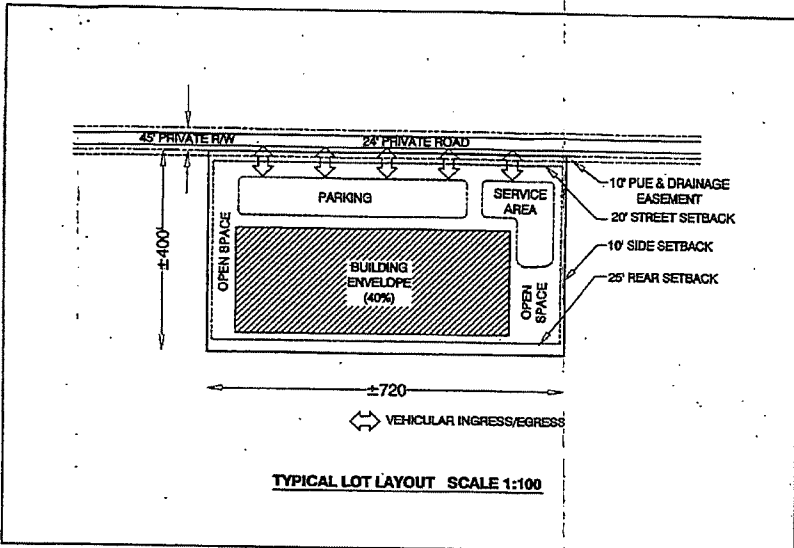 45' PRIVATE R/W
24' PRIVATE ROAD
10' PUE & DRAINAGE
EASEMENT
20' STREET SETBACK
10' SIDE SETBACK
25' REAR SETBACK
PARKING
SERVICE
AREA
OPEN SPACE
BUILDING
ENVELOPE
(40%)
OPEN
SPACE
±400'
±720
VEHICULAR INGRESS/EGRESS
TYPICAL LOT LAYOUT SCALE 1:100